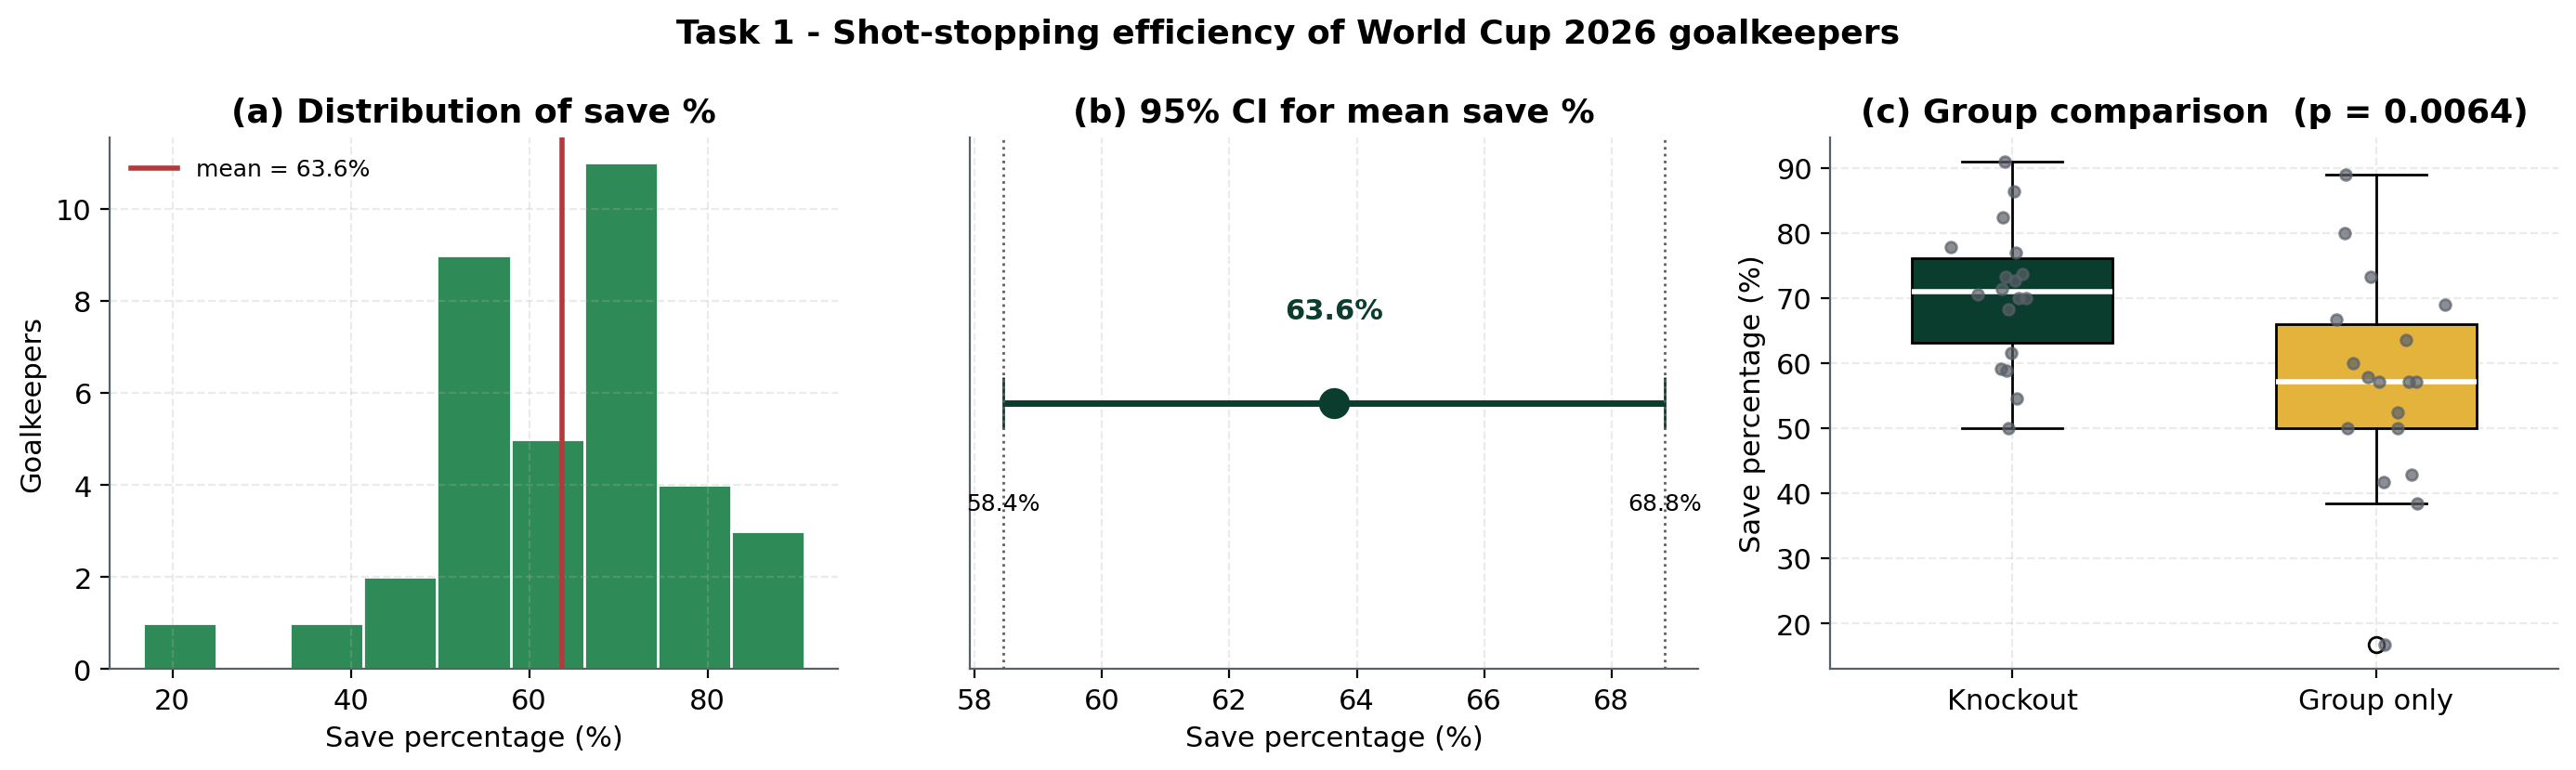 Task 1 - Shot-stopping efficiency of World Cup 2026 goalkeepers
(a) Distribution of save %
mean = 63.6%
Goalkeepers
10
8
6
4
2
0
20 40 60 80
Save percentage (%)
(b) 95% CI for mean save %
63.6%
58.4% 68.8%
58 60 62 64 66 68
Save percentage (%)
(c) Group comparison (p = 0.0064)
Save percentage (%)
90
80
70
60
50
40
30
20
Knockout Group only